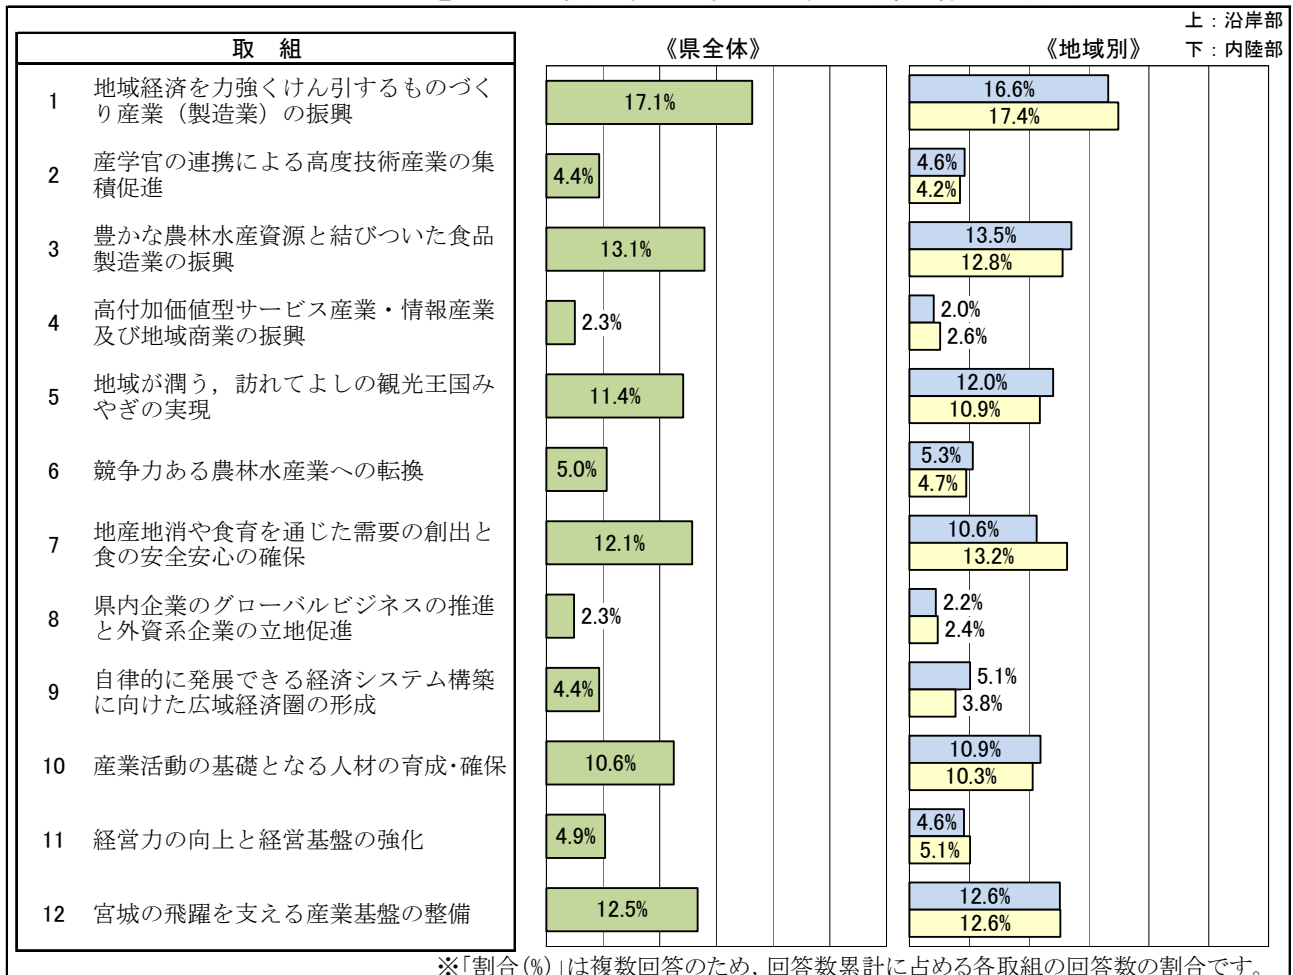 上：沿岸部
取　組
《県全体》
《地域別》
下：内陸部
1
地域経済を力強くけん引するものづく
り産業（製造業）の振興
17.1%
16.6%
17.4%
2
産学官の連携による高度技術産業の集
積促進
4.4%
4.6%
4.2%
3
豊かな農林水産資源と結びついた食品
製造業の振興
13.1%
13.5%
12.8%
4
高付加価値型サービス産業・情報産業
及び地域商業の振興
2.3%
2.0%
2.6%
5
地域が潤う，訪れてよしの観光王国み
やぎの実現
11.4%
12.0%
10.9%
6
競争力ある農林水産業への転換
5.0%
5.3%
4.7%
7
地産地消や食育を通じた需要の創出と
食の安全安心の確保
12.1%
10.6%
13.2%
8
県内企業のグローバルビジネスの推進
と外資系企業の立地促進
2.3%
2.2%
2.4%
9
自律的に発展できる経済システム構築
に向けた広域経済圏の形成
4.4%
5.1%
3.8%
10
産業活動の基礎となる人材の育成・確保
10.6%
10.9%
10.3%
11
経営力の向上と経営基盤の強化
4.9%
4.6%
5.1%
12
宮城の飛躍を支える産業基盤の整備
12.5%
12.6%
12.6%
※「割合(%)」は複数回答のため，回答数累計に占める各取組の回答数の割合です。